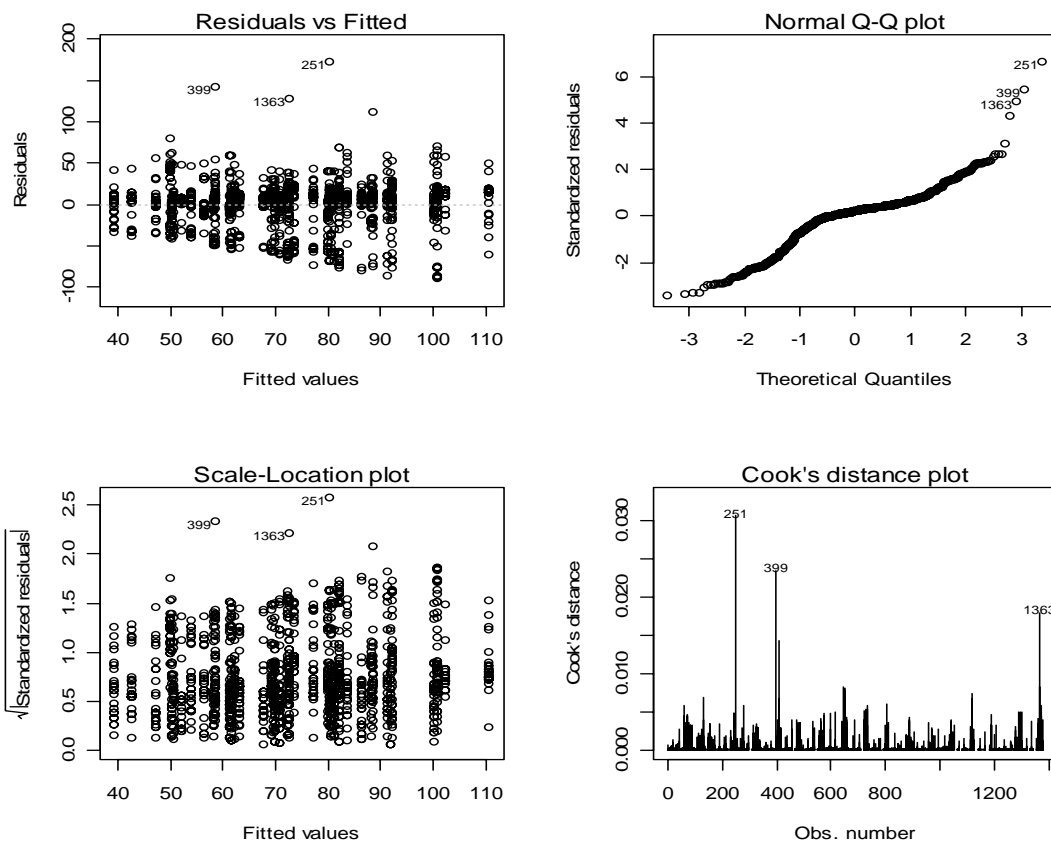 Residuals vs Fitted
200
100
50
0
-100
Residuals
251
399
1363
40 50 60 70 80 90 100 110
Fitted values
Normal Q-Q plot
6
4
2
0
-2
Standardized residuals
251
399
1363
-3 -2 -1 0 1 2 3
Theoretical Quantiles
Scale-Location plot
2.5
2.0
1.5
1.0
0.5
0.0
√|Standardized residuals|
251
399
1363
40 50 60 70 80 90 100 110
Fitted values
Cook's distance plot
0.030
0.020
0.010
0.000
Cook's distance
251
399
1363
0 200 400 600 800 1200
Obs. number